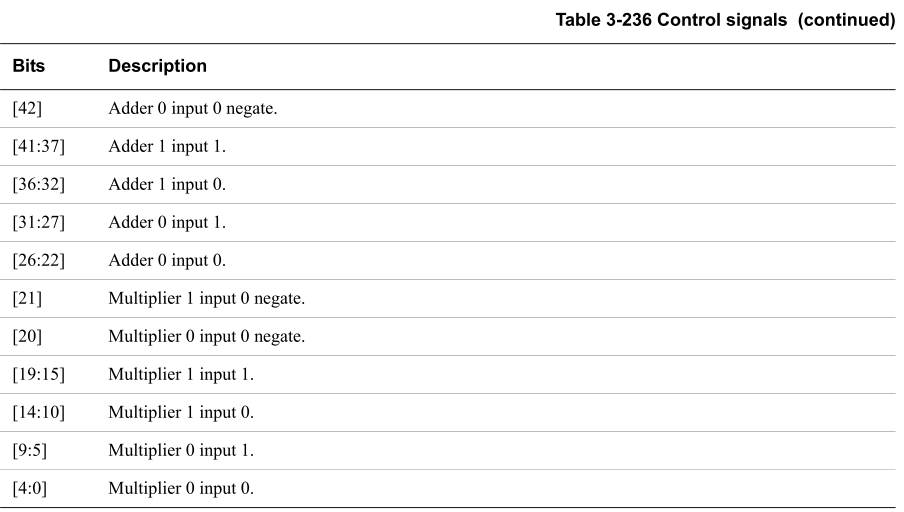 Table 3-236 Control signals (continued)
Bits Description
[42] Adder 0 input 0 negate.
[41:37] Adder 1 input 1.
[36:32] Adder 1 input 0.
[31:27] Adder 0 input 1.
[26:22] Adder 0 input 0.
[21] Multiplier 1 input 0 negate.
[20] Multiplier 0 input 0 negate.
[19:15] Multiplier 1 input 1.
[14:10] Multiplier 1 input 0.
[9:5] Multiplier 0 input 1.
[4:0] Multiplier 0 input 0.